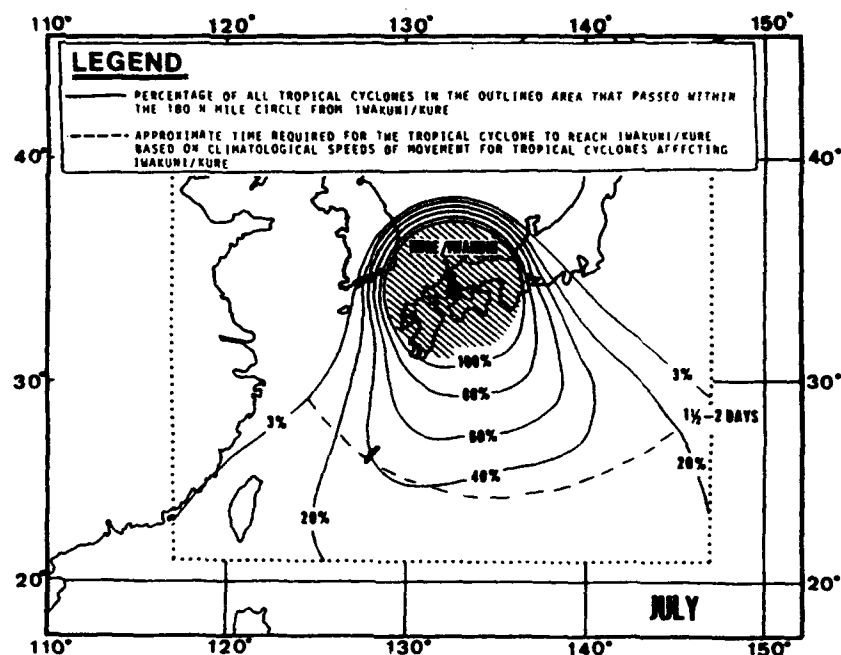 110° 120° 130° 140° 150°
LEGEND
PERCENTAGE OF ALL TROPICAL CYCLONES IN THE OUTLINED AREA THAT PASSED WITHIN
THE 180 N MILE CIRCLE FROM IWAKUNI/KURE
APPROXIMATE TIME REQUIRED FOR THE TROPICAL CYCLONE TO REACH IWAKUNI/KURE
BASED ON CLIMATOLOGICAL SPEEDS OF MOVEMENT FOR TROPICAL CYCLONES AFFECTING
IWAKUNI/KURE
40° 40°
KURE/IWAKUNI
100%
30° 3% 30°
80%
1½-2 DAYS
3%
60%
40% 20%
20%
20° 20°
JULY
110° 120° 130° 140° 150°